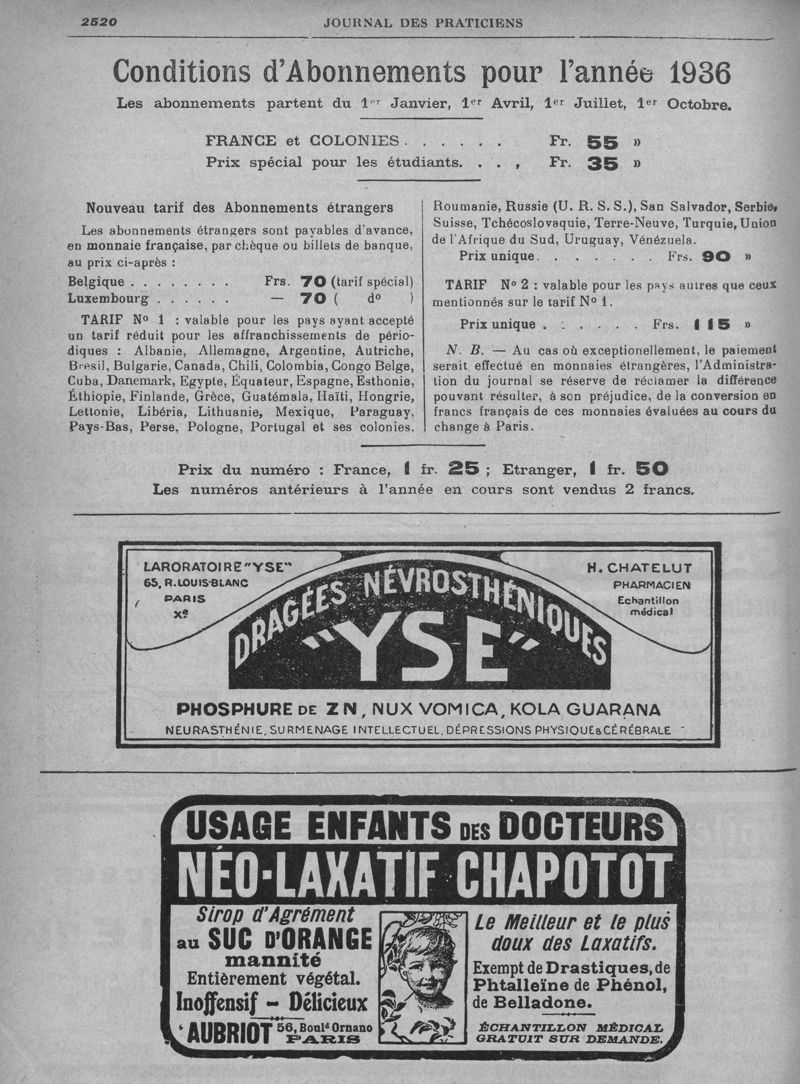 2520
JOURNAL DES PRATICIENS
Conditions d'Abonnements pour l'année 1936
Les abonnements partent du 1er Janvier, 1er Avril, 1er Juillet, 1er Octobre.
FRANCE et COLONIES . . . . . . Fr. 55 »
Prix spécial pour les étudiants. . . , Fr. 35 »
Nouveau tarif des Abonnements étrangers
Les abonnements étrangers sont payables d'avance,
en monnaie française, par chèque ou billets de banque,
au prix ci-après :
Belgique . . . . . . . . Frs. 70 (tarif spécial)
Luxembourg . . . . . . — 70 ( do )
TARIF No 1 : valable pour les pays ayant accepté
un tarif réduit pour les affranchissements de pério-
diques : Albanie, Allemagne, Argentine, Autriche,
Bresil, Bulgarie, Canada, Chili, Colombia, Congo Belge,
Cuba, Danemark, Egypte, Équateur, Espagne, Esthonie,
Éthiopie, Finlande, Grèce, Guatémala, Haïti, Hongrie,
Lettonie, Libéria, Lithuanie, Mexique, Paraguay,
Pays-Bas, Perse, Pologne, Portugal et ses colonies,
Roumanie, Russie (U. R. S. S.), San Salvador, Serbie,
Suisse, Tchécoslovaquie, Terre-Neuve, Turquie, Union
de l'Afrique du Sud, Uruguay, Vénézuela.
Prix unique. . . . . . . Frs. 90 »
TARIF No 2 : valable pour les pays autres que ceux
mentionnés sur le tarif No 1.
Prix unique . . . . . . Frs. 115 »
N. B. — Au cas où exceptionellement, le paiement
serait effectué en monnaies étrangères, l'Administra-
tion du journal se réserve de réclamer la différence
pouvant résulter, à son préjudice, de la conversion en
francs français de ces monnaies évaluées au cours du
change à Paris.
Prix du numéro : France, 1 fr. 25 ; Etranger, 1 fr. 50
Les numéros antérieurs à l'année en cours sont vendus 2 francs.
LARORATOIRE "YSE"
65, R. LOUIS-BLANC
PARIS
Xe
H. CHATELUT
PHARMACIEN
Echantillon
médical
DRAGÉES NÉVROSTHÉNIQUES
"YSE"
PHOSPHURE DE ZN, NUX VOMICA, KOLA GUARANA
NEURASTHÉNIE, SURMENAGE INTELLECTUEL, DÉPRESSIONS PHYSIQUE & CÉRÉBRALE
USAGE ENFANTS DES DOCTEURS
NÉO-LAXATIF CHAPOTOT
Sirop d'Agrément
au SUC D'ORANGE
mannité
Entièrement végétal.
Inoffensif - Délicieux
AUBRIOT 56, Bould Ornano
PARIS
Le Meilleur et le plus
doux des Laxatifs.
Exempt de Drastiques, de
Phtalleïne de Phénol,
de Belladone.
ÉCHANTILLON MÉDICAL
GRATUIT SUR DEMANDE.